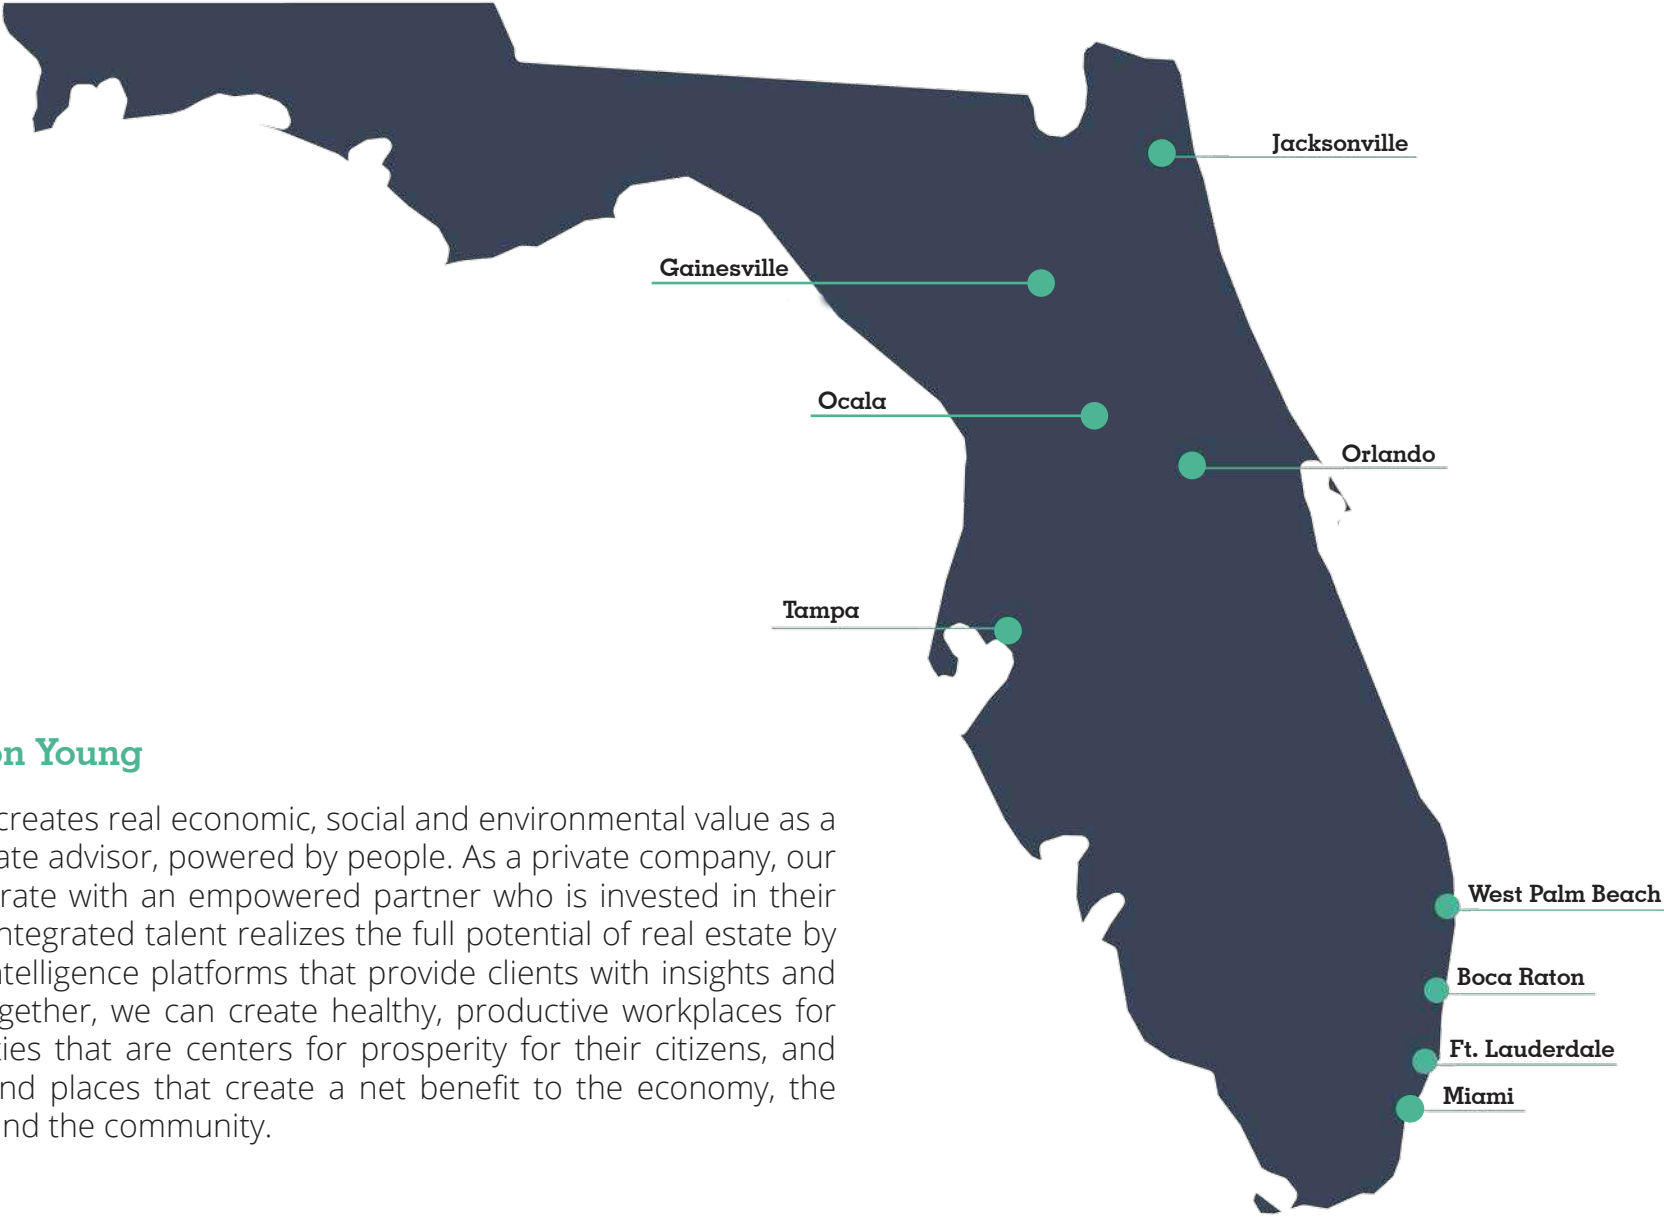 Jacksonville
Gainesville
Ocala
Orlando
Tampa
on Young
creates real economic, social and environmental value as a
ate advisor, powered by people. As a private company, our
rate with an empowered partner who is invested in their
ntegrated talent realizes the full potential of real estate by
telligence platforms that provide clients with insights and
gether, we can create healthy, productive workplaces for
ies that are centers for prosperity for their citizens, and
nd places that create a net benefit to the economy, the
nd the community.
West Palm Beach
Boca Raton
Ft. Lauderdale
Miami